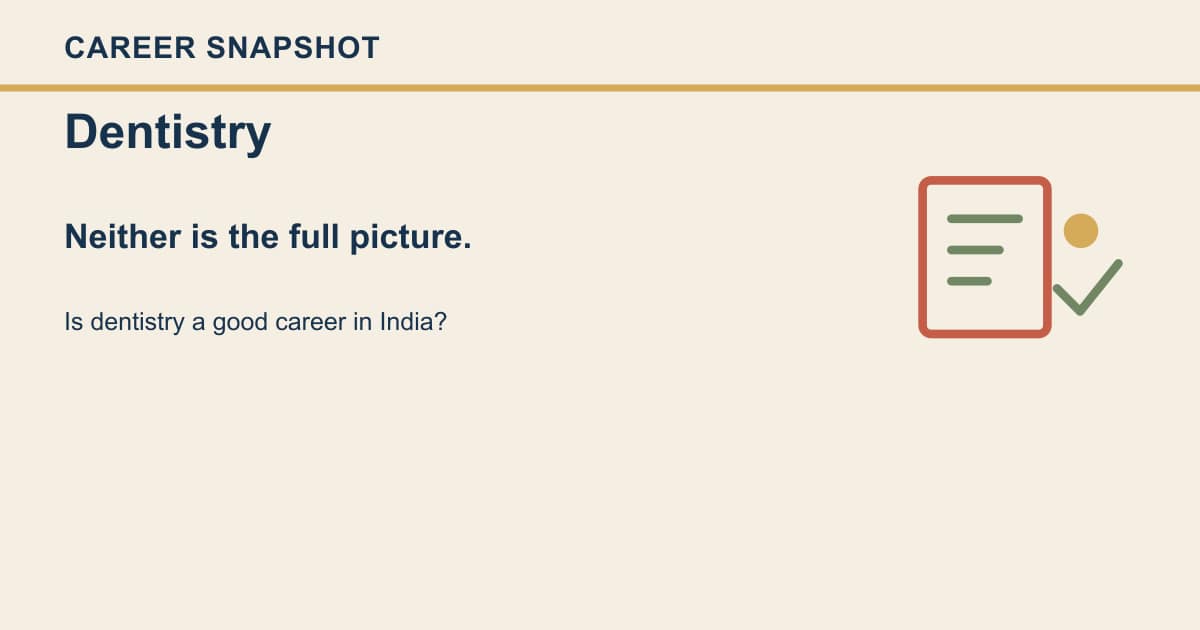 CAREER SNAPSHOT
Dentistry
Neither is the full picture.
Is dentistry a good career in India?